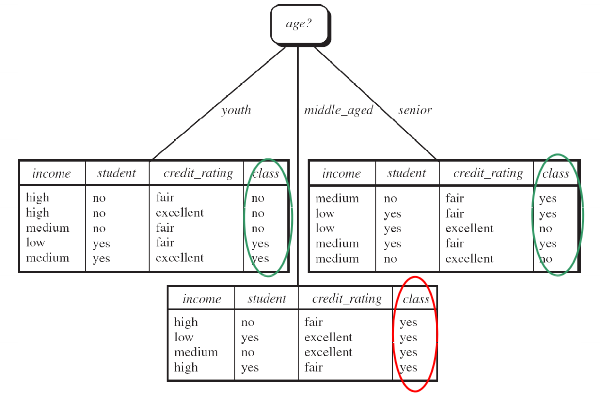 age?
youth
middle_aged
senior
income student credit_rating class
high no fair no
high no excellent no
medium no fair no
low yes fair yes
medium yes excellent yes
income student credit_rating class
medium no fair yes
low yes fair yes
low yes excellent no
medium yes fair yes
medium no excellent no
income student credit_rating class
high no fair yes
low yes excellent yes
medium no excellent yes
high yes fair yes